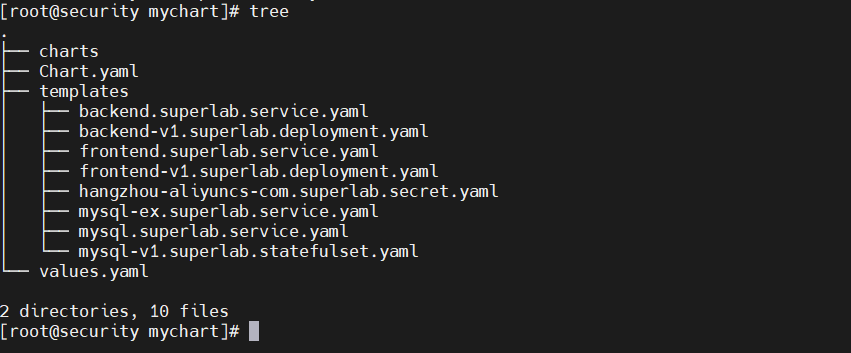 [root@security mychart]# tree
.
├── charts
├── Chart.yaml
├── templates
│   ├── backend.superlab.service.yaml
│   ├── backend-v1.superlab.deployment.yaml
│   ├── frontend.superlab.service.yaml
│   ├── frontend-v1.superlab.deployment.yaml
│   ├── hangzhou-aliyuncs-com.superlab.secret.yaml
│   ├── mysql-ex.superlab.service.yaml
│   ├── mysql.superlab.service.yaml
│   └── mysql-v1.superlab.statefulset.yaml
└── values.yaml
2 directories, 10 files
[root@security mychart]#